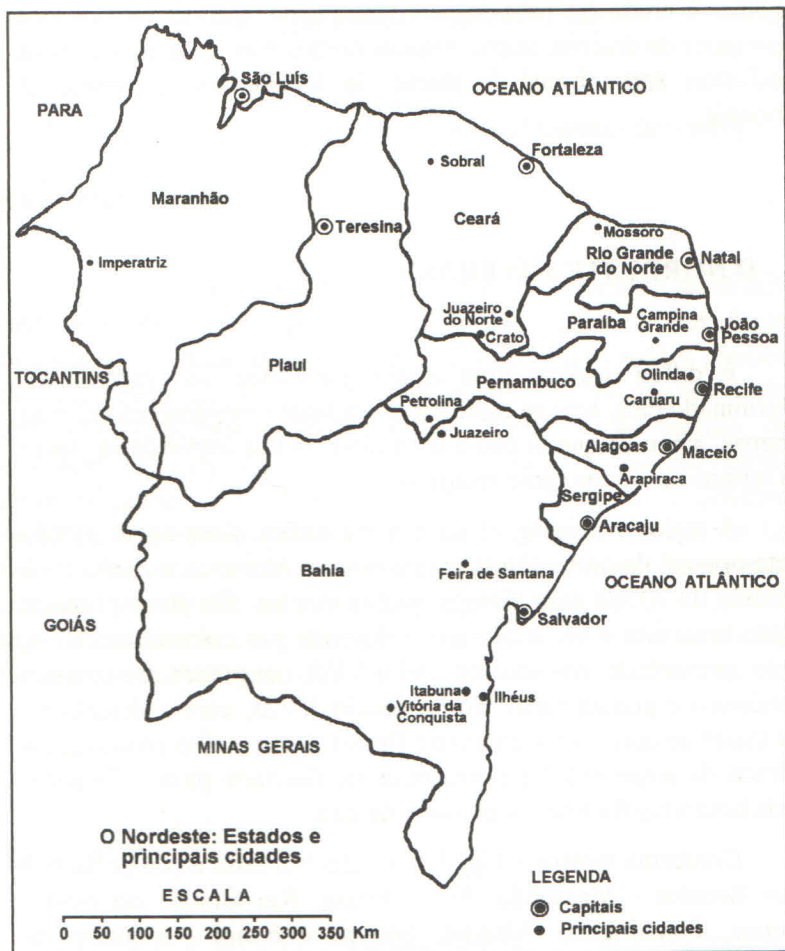 São Luís
PARÁ
OCEANO ATLÂNTICO
Fortaleza
Sobral
Maranhão
Ceará
Teresina
Mossoró
Imperatriz
Rio Grande
do Norte
Natal
Juazeiro
do Norte
Campina
Grande
Paraíba
João
Pessoa
Crato
Piauí
TOCANTINS
Pernambuco
Olinda
Recife
Petrolina
Caruaru
Juazeiro
Alagoas
Maceió
Arapiraca
Sergipe
Aracaju
Bahia
Feira de Santana
OCEANO ATLÂNTICO
GOIÁS
Salvador
Itabuna
Ilhéus
Vitória da
Conquista
MINAS GERAIS
O Nordeste: Estados e
principais cidades
ESCALA
0 50 100 150 200 250 300 350 Km
LEGENDA
Capitais
Principais cidades